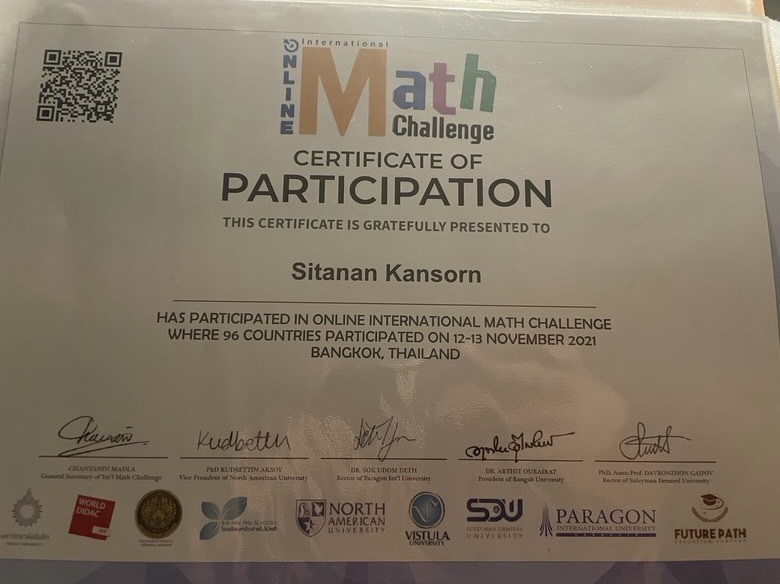 International
ONLINE
Math
Challenge
CERTIFICATE OF
PARTICIPATION
THIS CERTIFICATE IS GRATEFULLY PRESENTED TO
Sitanan Kansorn
HAS PARTICIPATED IN ONLINE INTERNATIONAL MATH CHALLENGE
WHERE 96 COUNTRIES PARTICIPATED ON 12-13 NOVEMBER 2021
BANGKOK, THAILAND
Kudbettin
CHANYANIN MADLA
General Secretary of Int'l Math Challenge
PhD KUDBETTIN AKSOY
Vice President of North American University
DR. SOK UDOM DETH
Rector of Paragon Int'l University
DR. ARTHIT OURAIRAT
President of Rangsit University
PhD, Assoc Prof. DAVRONZHON GAIPOV
Rector of Suleyman Demirel University
WORLD
DIDAC
NORTH
AMERICAN
UNIVERSITY
VISTULA
UNIVERSITY
SDU
SULEYMAN DEMIREL
UNIVERSITY
PARAGON
INTERNATIONAL UNIVERSITY
FUTURE PATH